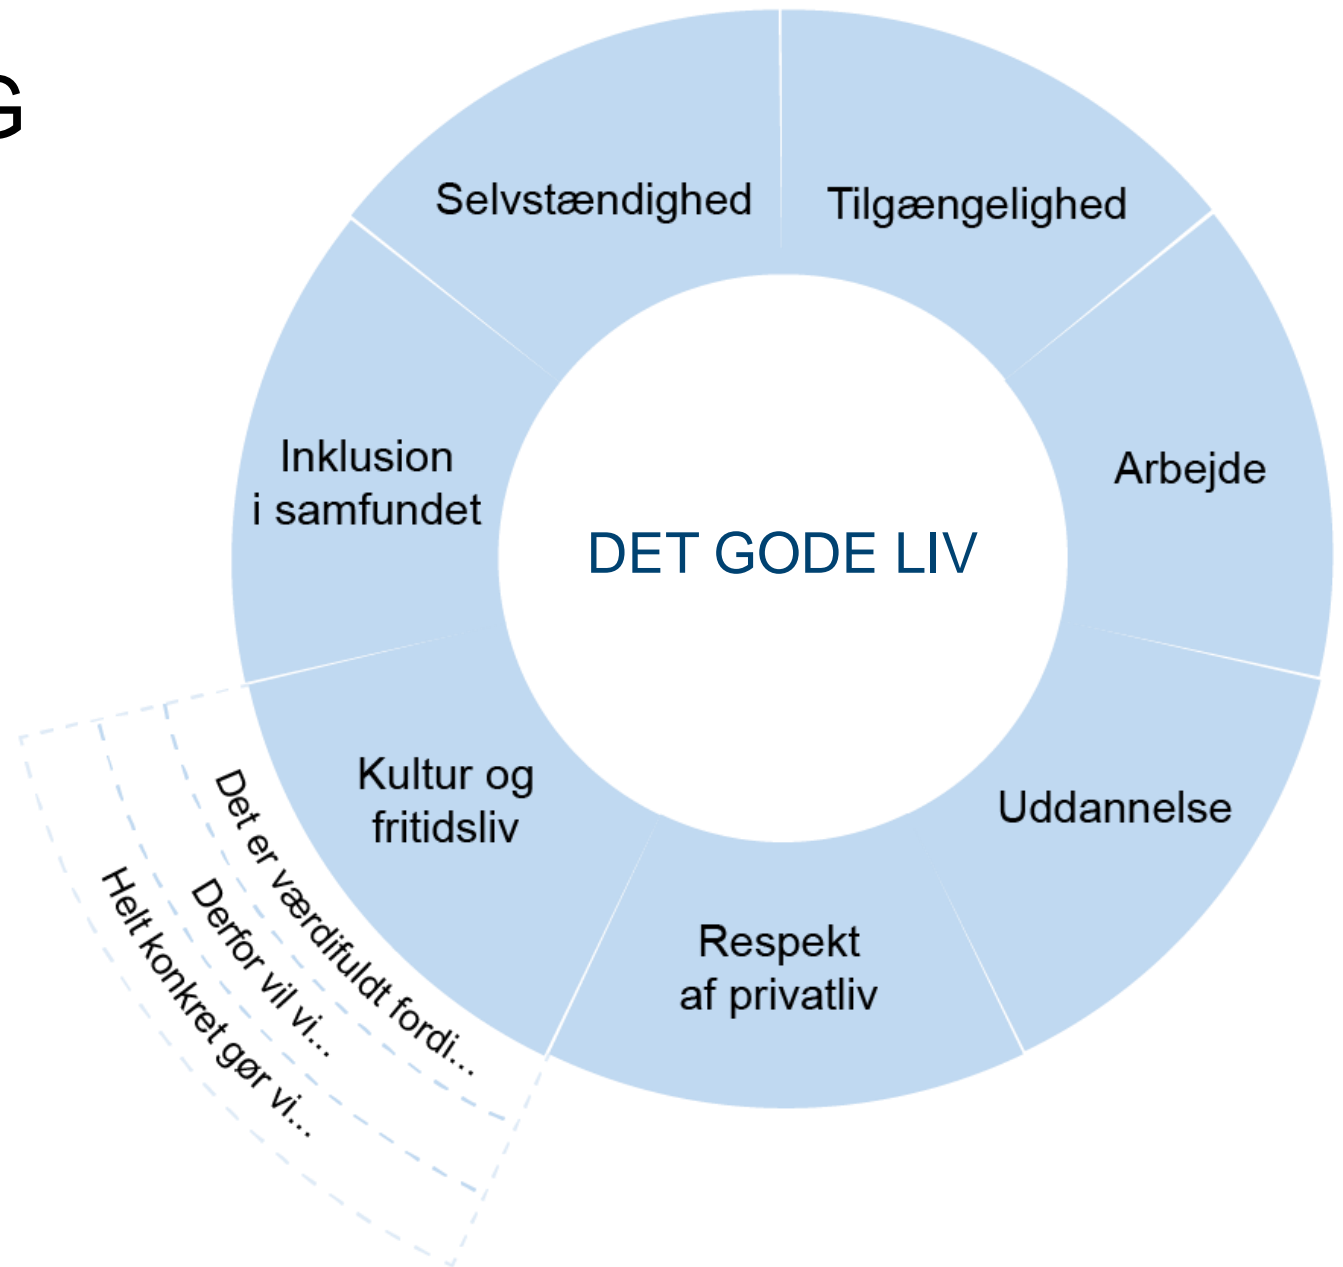 G
Selvstændighed
Tilgængelighed
Inklusion
i samfundet
Arbejde
DET GODE LIV
Kultur og
fritidsliv
Uddannelse
Respekt
af privatliv
Det er værdifuldt fordi...
Derfor vil vi...
Helt konkret gør vi...